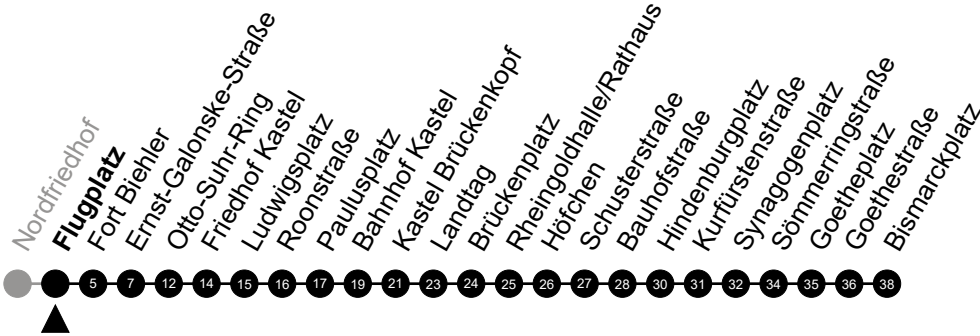 Nordfriedhof
Flugplatz
Fort Biehler
Ernst-Galonske-Straße
Otto-Suhr-Ring
Friedhof Kastel
Ludwigsplatz
Roonstraße
Paulusplatz
Bahnhof Kastel
Kastel Brückenkopf
Landtag
Brückenplatz
Rheingoldhalle/Rathaus
Höfchen
Schusterstraße
Bauhofstraße
Hindenburgplatz
Kurfürstenstraße
Synagogenplatz
Sömmerringstraße
Goetheplatz
Goethestraße
Bismarckplatz
5 7 12 14 15 16 17 19 21 23 24 25 26 27 28 30 31 32 34 35 36 38